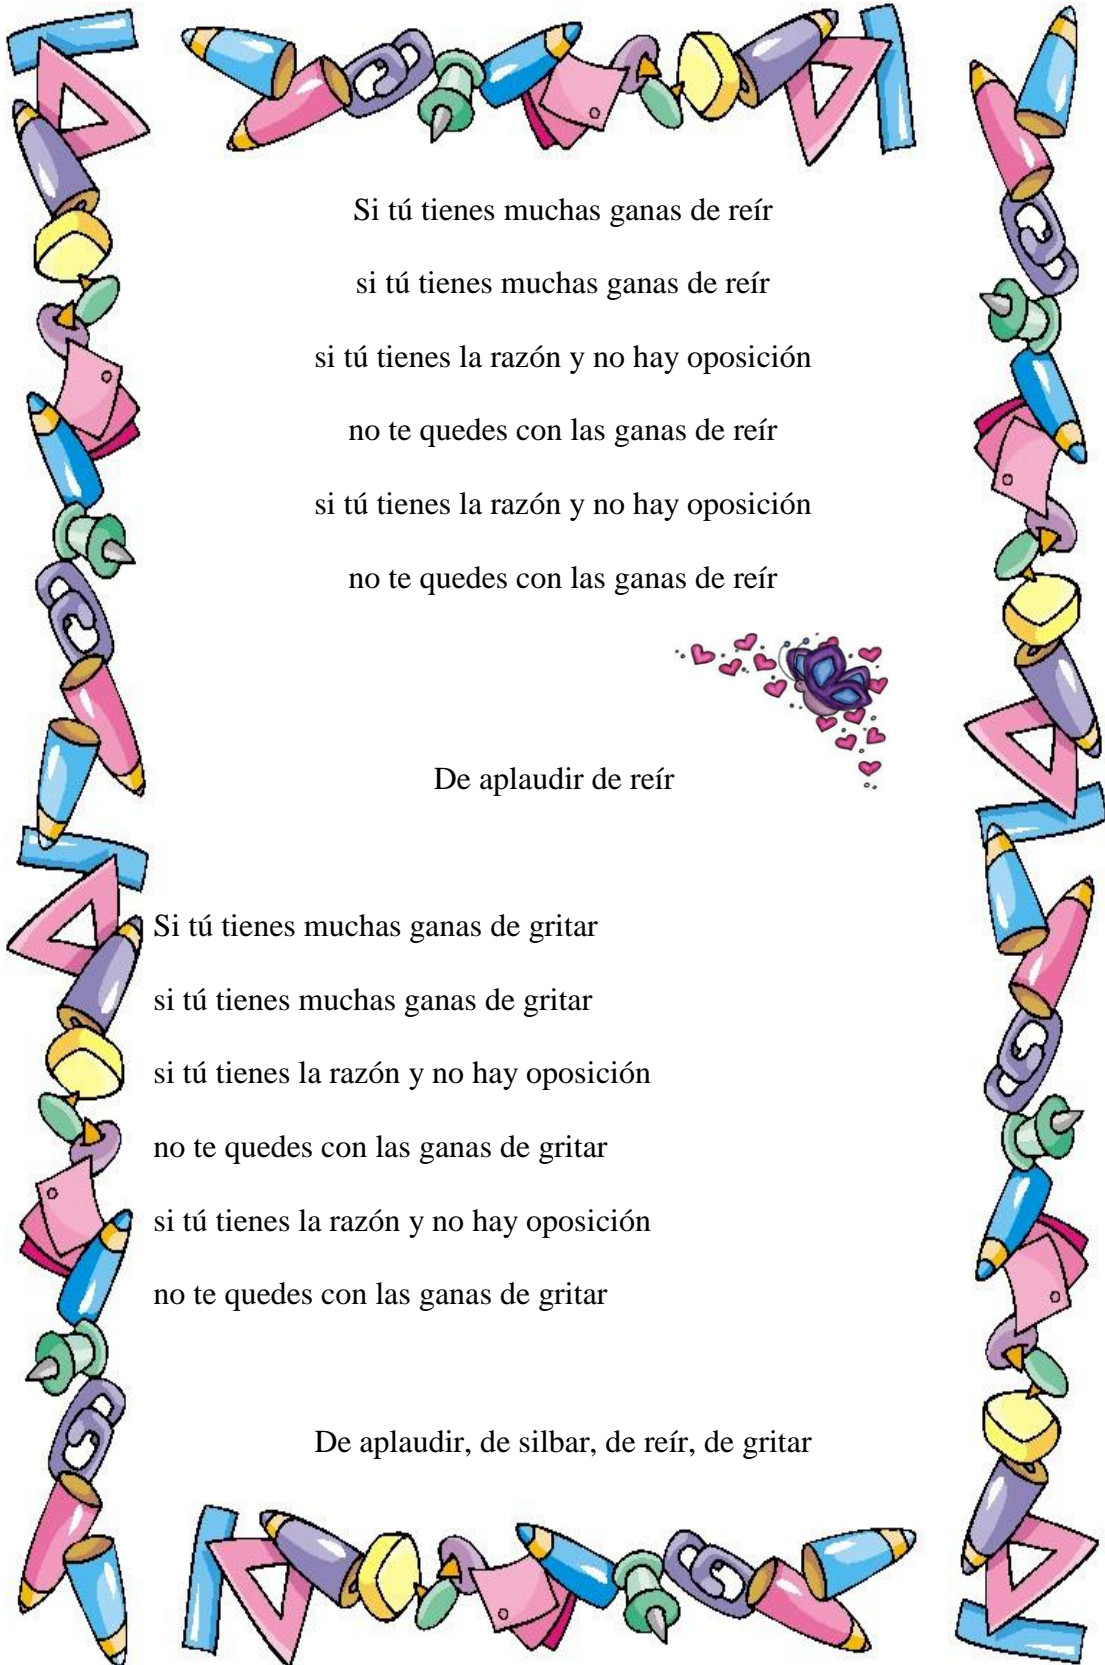 Si tú tienes muchas ganas de reír
si tú tienes muchas ganas de reír
si tú tienes la razón y no hay oposición
no te quedes con las ganas de reír
si tú tienes la razón y no hay oposición
no te quedes con las ganas de reír
De aplaudir de reír
Si tú tienes muchas ganas de gritar
si tú tienes muchas ganas de gritar
si tú tienes la razón y no hay oposición
no te quedes con las ganas de gritar
si tú tienes la razón y no hay oposición
no te quedes con las ganas de gritar
De aplaudir, de silbar, de reír, de gritar